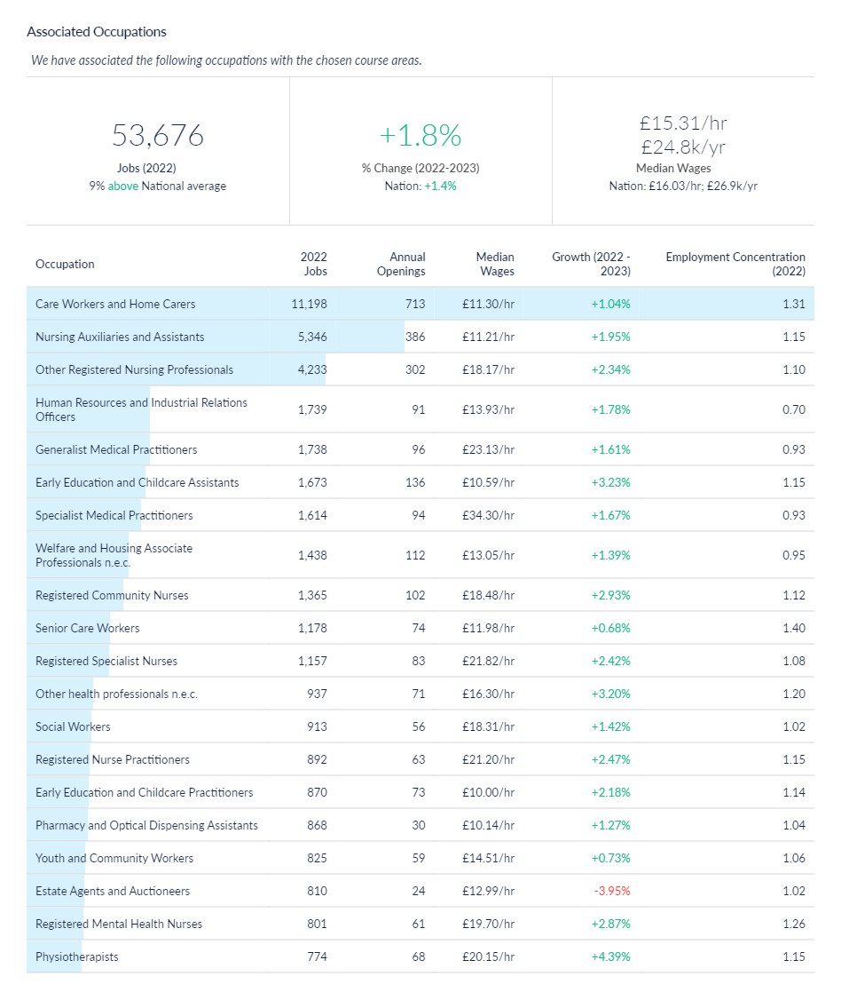 Associated Occupations
We have associated the following occupations with the chosen course areas.
53,676
Jobs (2022)
9% above National average
+1.8%
% Change (2022-2023)
Nation: +1.4%
£15.31/hr
£24.8k/yr
Median Wages
Nation: £16.03/hr; £26.9k/yr
Occupation
2022
Jobs
Annual
Openings
Median
Wages
Growth (2022 -
2023)
Employment Concentration
(2022)
Care Workers and Home Carers 11,198 713 £11.30/hr +1.04% 1.31
Nursing Auxiliaries and Assistants 5,346 386 £11.21/hr +1.95% 1.15
Other Registered Nursing Professionals 4,233 302 £18.17/hr +2.34% 1.10
Human Resources and Industrial Relations
Officers 1,739 91 £13.93/hr +1.78% 0.70
Generalist Medical Practitioners 1,738 96 £23.13/hr +1.61% 0.93
Early Education and Childcare Assistants 1,673 136 £10.59/hr +3.23% 1.15
Specialist Medical Practitioners 1,614 94 £34.30/hr +1.67% 0.93
Welfare and Housing Associate
Professionals n.e.c. 1,438 112 £13.05/hr +1.39% 0.95
Registered Community Nurses 1,365 102 £18.48/hr +2.93% 1.12
Senior Care Workers 1,178 74 £11.98/hr +0.68% 1.40
Registered Specialist Nurses 1,157 83 £21.82/hr +2.42% 1.08
Other health professionals n.e.c. 937 71 £16.30/hr +3.20% 1.20
Social Workers 913 56 £18.31/hr +1.42% 1.02
Registered Nurse Practitioners 892 63 £21.20/hr +2.47% 1.15
Early Education and Childcare Practitioners 870 73 £10.00/hr +2.18% 1.14
Pharmacy and Optical Dispensing Assistants 868 30 £10.14/hr +1.27% 1.04
Youth and Community Workers 825 59 £14.51/hr +0.73% 1.06
Estate Agents and Auctioneers 810 24 £12.99/hr -3.95% 1.02
Registered Mental Health Nurses 801 61 £19.70/hr +2.87% 1.26
Physiotherapists 774 68 £20.15/hr +4.39% 1.15